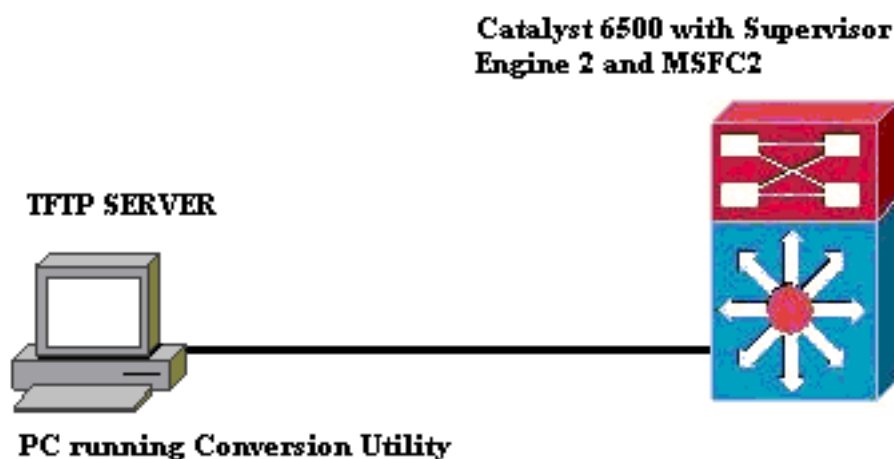 Catalyst 6500 with Supervisor
Engine 2 and MSFC2
TFTP SERVER
PC running Conversion Utility